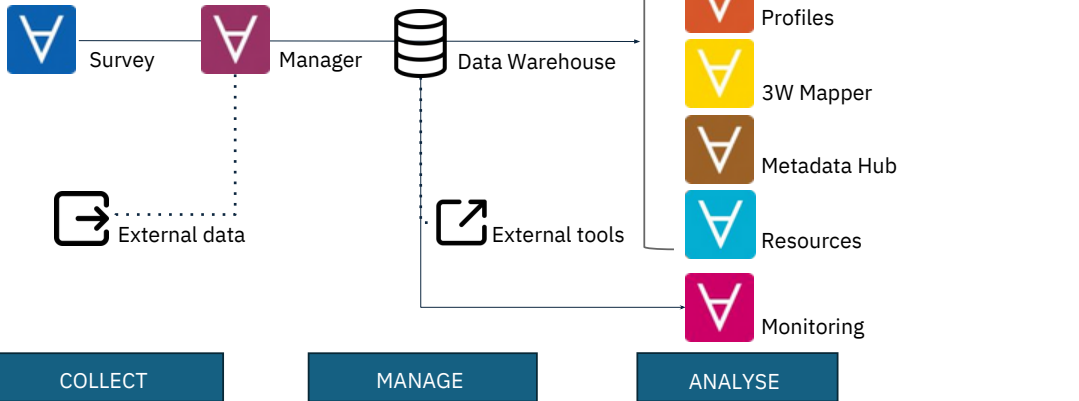 Profiles
Survey
Manager
Data Warehouse
3W Mapper
Metadata Hub
External data
External tools
Resources
Monitoring
COLLECT
MANAGE
ANALYSE